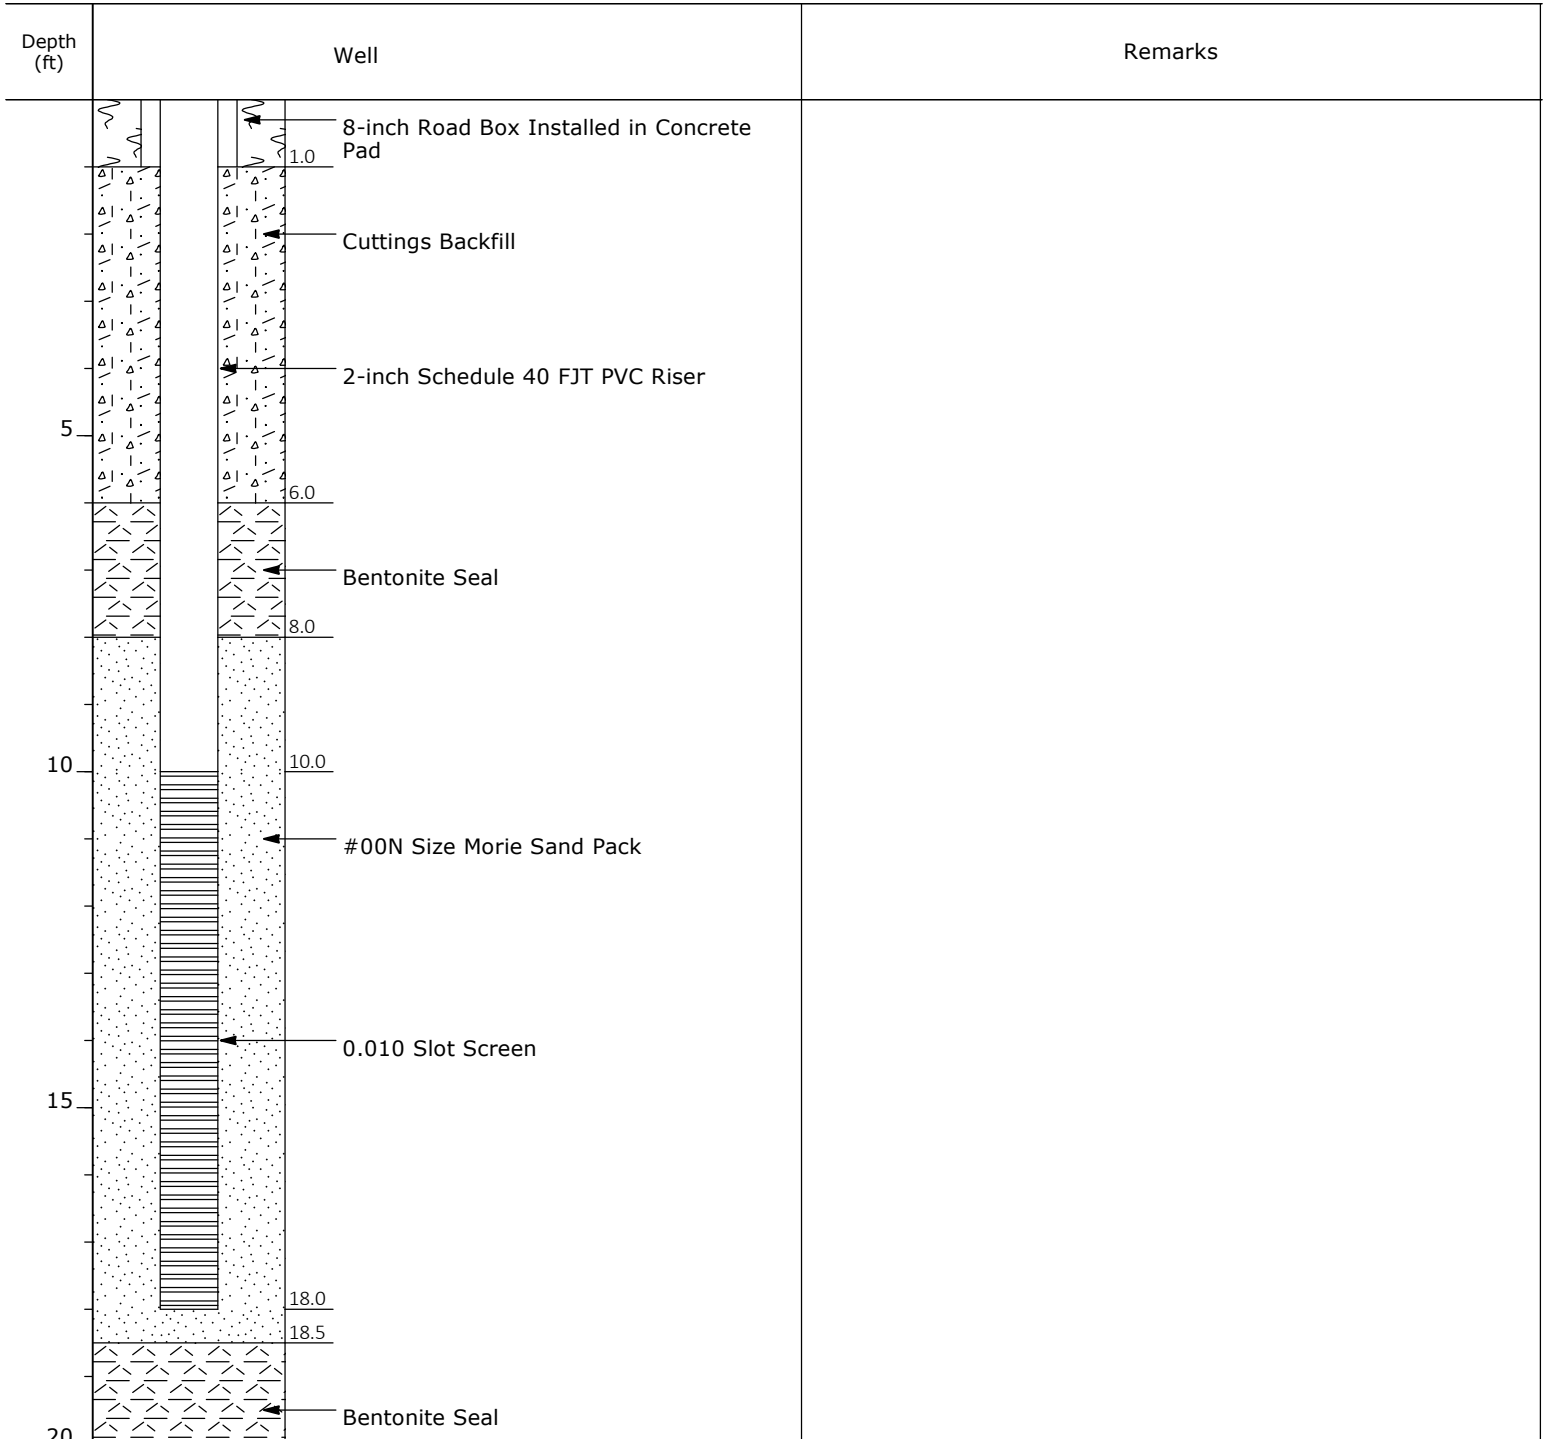 Depth
(ft)
Well
Remarks
8-inch Road Box Installed in Concrete
Pad
1.0
Cuttings Backfill
2-inch Schedule 40 FJT PVC Riser
5
6.0
Bentonite Seal
8.0
10
10.0
#00N Size Morie Sand Pack
0.010 Slot Screen
15
18.0
18.5
Bentonite Seal
20